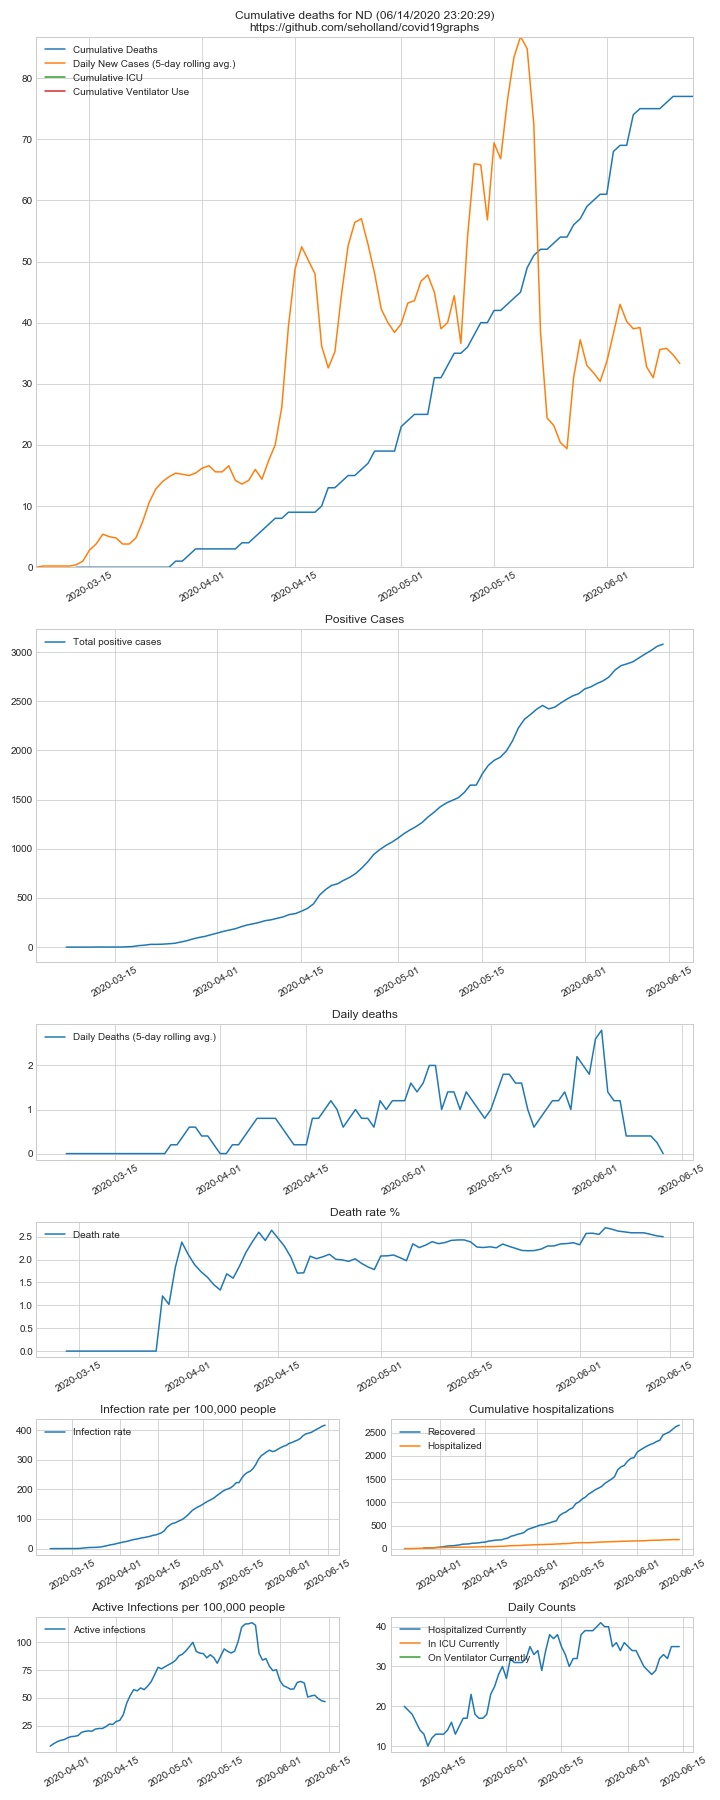 Cumulative deaths for ND (06/14/2020 23:20:29)
https://github.com/seholland/covid19graphs
Cumulative Deaths
Daily New Cases (5-day rolling avg.)
Cumulative ICU
Cumulative Ventilator Use
80
70
60
50
40
30
20
10
0
2020-03-15 2020-04-01 2020-04-15 2020-05-01 2020-05-15 2020-06-01
Positive Cases
Total positive cases
3000
2500
2000
1500
1000
500
0
2020-03-15 2020-04-01 2020-04-15 2020-05-01 2020-05-15 2020-06-01 2020-06-15
Daily deaths
Daily Deaths (5-day rolling avg.)
2
1
0
2020-03-15 2020-04-01 2020-04-15 2020-05-01 2020-05-15 2020-06-01 2020-06-15
Death rate %
Death rate
2.5
2.0
1.5
1.0
0.5
0.0
2020-03-15 2020-04-01 2020-04-15 2020-05-01 2020-05-15 2020-06-01 2020-06-15
Infection rate per 100,000 people
Infection rate
400
300
200
100
0
2020-03-15 2020-04-01 2020-04-15 2020-05-01 2020-05-15 2020-06-01 2020-06-15
Cumulative hospitalizations
Recovered
Hospitalized
2500
2000
1500
1000
500
0
2020-04-01 2020-04-15 2020-05-01 2020-05-15 2020-06-01 2020-06-15
Active Infections per 100,000 people
Active infections
100
75
50
25
2020-04-01 2020-04-15 2020-05-01 2020-05-15 2020-06-01 2020-06-15
Daily Counts
Hospitalized Currently
In ICU Currently
On Ventilator Currently
40
30
20
10
2020-04-15 2020-05-01 2020-05-15 2020-06-01 2020-06-15